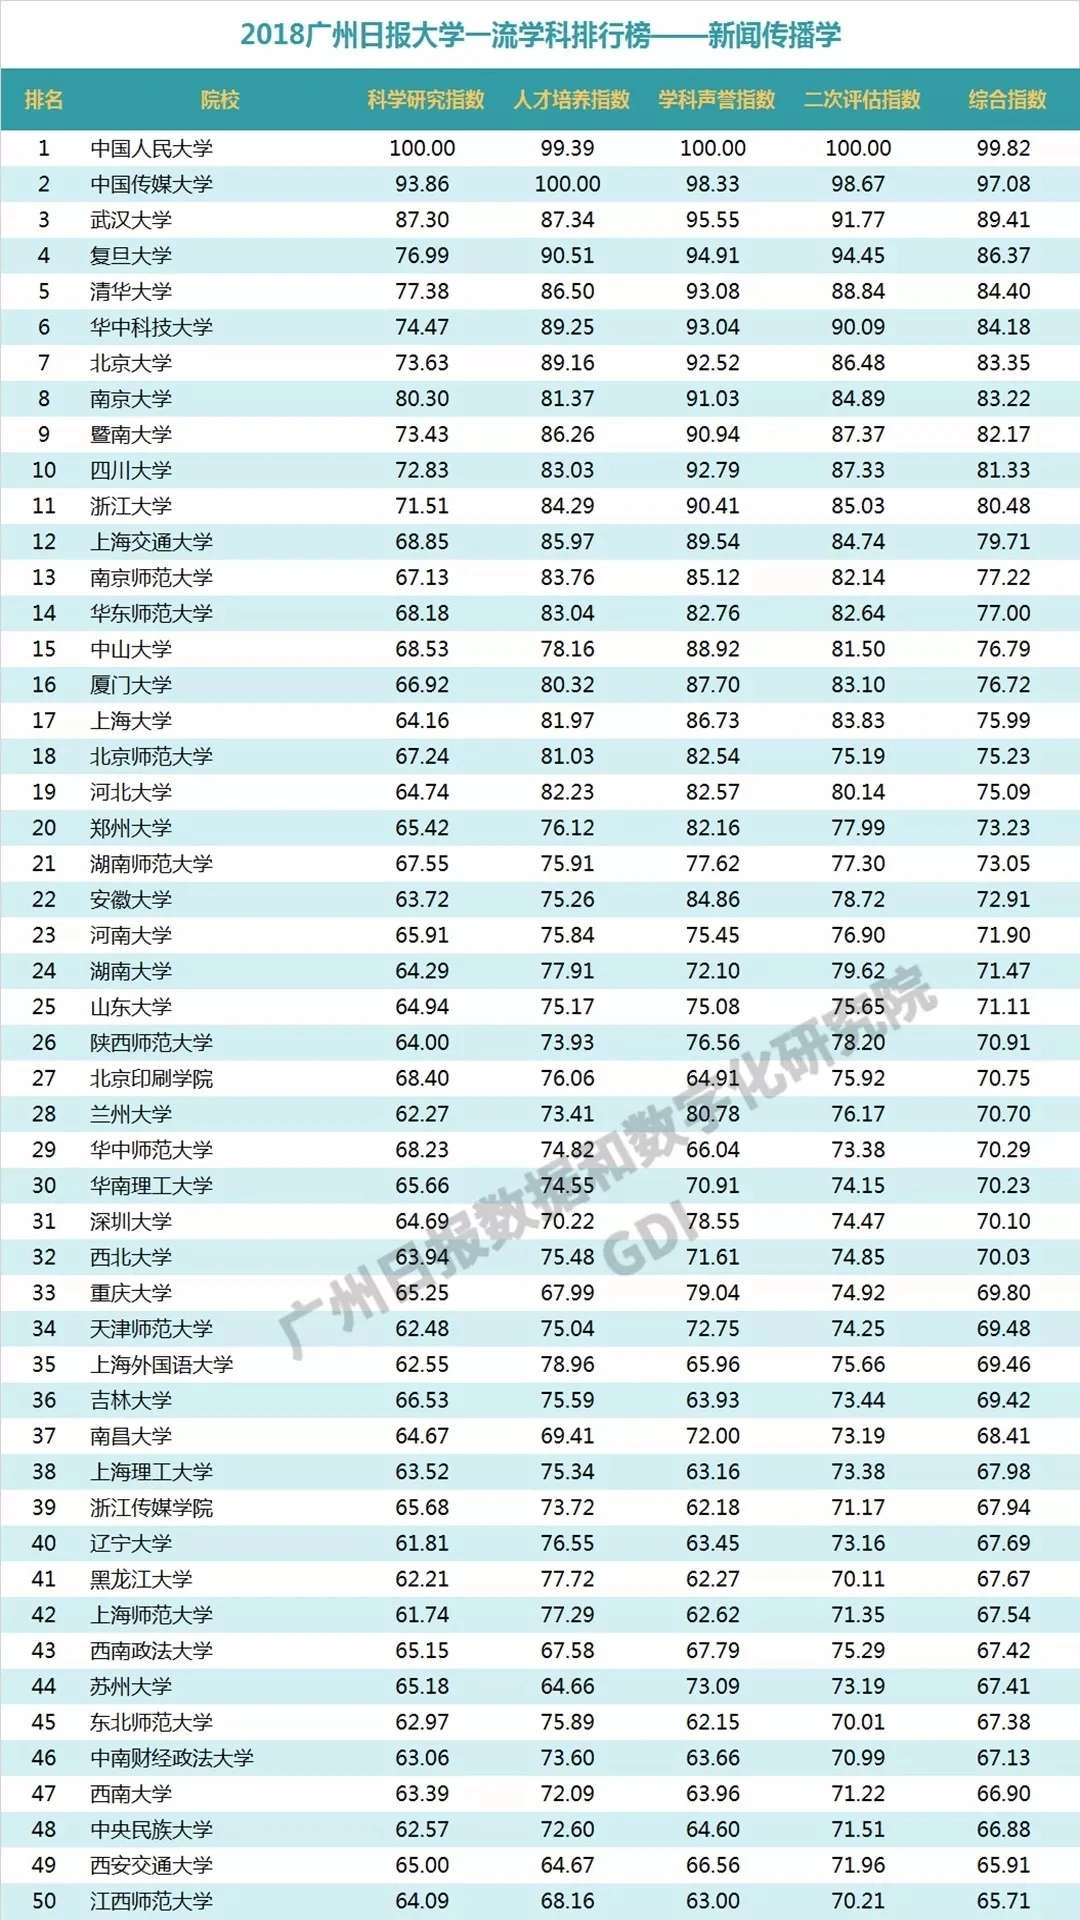 2018广州日报大学一流学科排行榜——新闻传播学
排名 院校 科学研究指数 人才培养指数 学科声誉指数 二次评估指数 综合指数
1 中国人民大学 100.00 99.39 100.00 100.00 99.82
2 中国传媒大学 93.86 100.00 98.33 98.67 97.08
3 武汉大学 87.30 87.34 95.55 91.77 89.41
4 复旦大学 76.99 90.51 94.91 94.45 86.37
5 清华大学 77.38 86.50 93.08 88.84 84.40
6 华中科技大学 74.47 89.25 93.04 90.09 84.18
7 北京大学 73.63 89.16 92.52 86.48 83.35
8 南京大学 80.30 81.37 91.03 84.89 83.22
9 暨南大学 73.43 86.26 90.94 87.37 82.17
10 四川大学 72.83 83.03 92.79 87.33 81.33
11 浙江大学 71.51 84.29 90.41 85.03 80.48
12 上海交通大学 68.85 85.97 89.54 84.74 79.71
13 南京师范大学 67.13 83.76 85.12 82.14 77.22
14 华东师范大学 68.18 83.04 82.76 82.64 77.00
15 中山大学 68.53 78.16 88.92 81.50 76.79
16 厦门大学 66.92 80.32 87.70 83.10 76.72
17 上海大学 64.16 81.97 86.73 83.83 75.99
18 北京师范大学 67.24 81.03 82.54 75.19 75.23
19 河北大学 64.74 82.23 82.57 80.14 75.09
20 郑州大学 65.42 76.12 82.16 77.99 73.23
21 湖南师范大学 67.55 75.91 77.62 77.30 73.05
22 安徽大学 63.72 75.26 84.86 78.72 72.91
23 河南大学 65.91 75.84 75.45 76.90 71.90
24 湖南大学 64.29 77.91 72.10 79.62 71.47
25 山东大学 64.94 75.17 75.08 75.65 71.11
26 陕西师范大学 64.00 73.93 76.56 78.20 70.91
27 北京印刷学院 68.40 76.06 64.91 75.92 70.75
28 兰州大学 62.27 73.41 80.78 76.17 70.70
29 华中师范大学 68.23 74.82 66.04 73.38 70.29
30 华南理工大学 65.66 74.55 70.91 74.15 70.23
31 深圳大学 64.69 70.22 78.55 74.47 70.10
32 西北大学 63.94 75.48 71.61 74.85 70.03
33 重庆大学 65.25 67.99 79.04 74.92 69.80
34 天津师范大学 62.48 75.04 72.75 74.25 69.48
35 上海外国语大学 62.55 78.96 65.96 75.66 69.46
36 吉林大学 66.53 75.59 63.93 73.44 69.42
37 南昌大学 64.67 69.41 72.00 73.19 68.41
38 上海理工大学 63.52 75.34 63.16 73.38 67.98
39 浙江传媒学院 65.68 73.72 62.18 71.17 67.94
40 辽宁大学 61.81 76.55 63.45 73.16 67.69
41 黑龙江大学 62.21 77.72 62.27 70.11 67.67
42 上海师范大学 61.74 77.29 62.62 71.35 67.54
43 西南政法大学 65.15 67.58 67.79 75.29 67.42
44 苏州大学 65.18 64.66 73.09 73.19 67.41
45 东北师范大学 62.97 75.89 62.15 70.01 67.38
46 中南财经政法大学 63.06 73.60 63.66 70.99 67.13
47 西南大学 63.39 72.09 63.96 71.22 66.90
48 中央民族大学 62.57 72.60 64.60 71.51 66.88
49 西安交通大学 65.00 64.67 66.56 71.96 65.91
50 江西师范大学 64.09 68.16 63.00 70.21 65.71
广州日报数据和数字化研究院
GDI